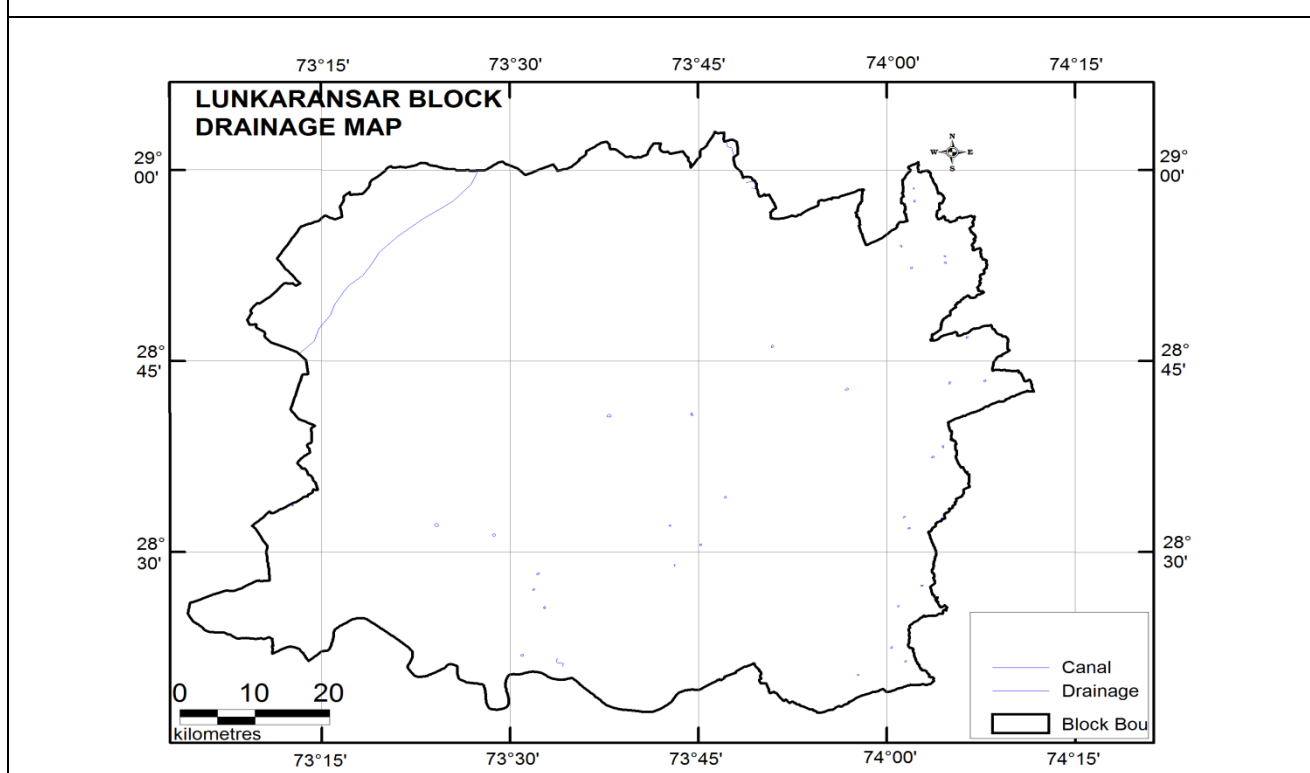 73°15' 73°30' 73°45' 74°00' 74°15'
LUNKARANSAR BLOCK
DRAINAGE MAP
N
W E
S
29° 29°
00' 00'
28° 28°
45' 45'
28° 28°
30' 30'
Canal
Drainage
Block Bou
0 10 20
kilometres
73°15' 73°30' 73°45' 74°00' 74°15'